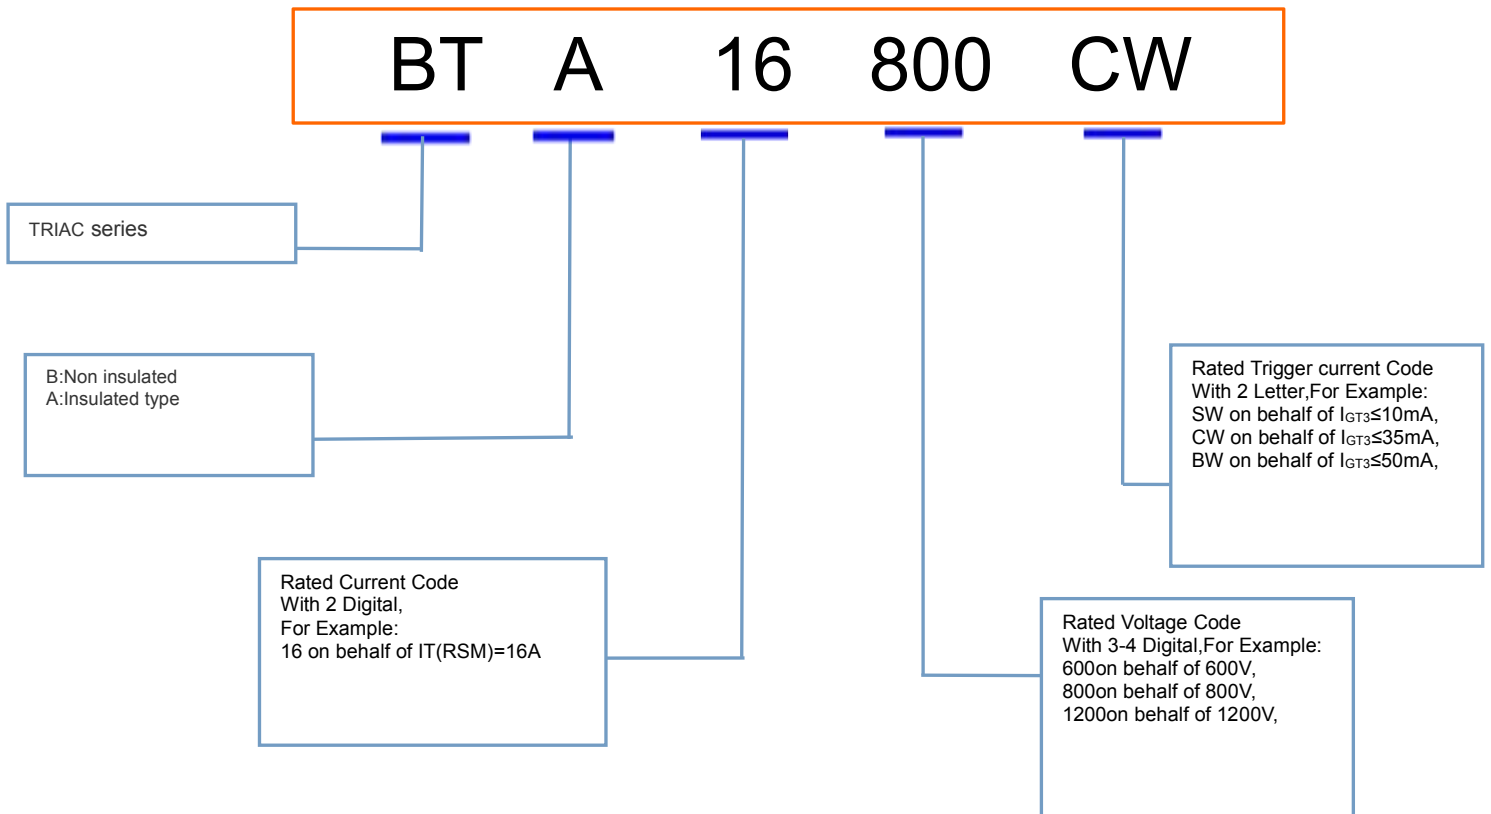 BT A 16 800 CW
TRIAC series
B:Non insulated
A:Insulated type
Rated Trigger current Code
With 2 Letter,For Example:
SW on behalf of IGT3≤10mA,
CW on behalf of IGT3≤35mA,
BW on behalf of IGT3≤50mA,
Rated Current Code
With 2 Digital,
For Example:
16 on behalf of IT(RSM)=16A
Rated Voltage Code
With 3-4 Digital,For Example:
600on behalf of 600V,
800on behalf of 800V,
1200on behalf of 1200V,